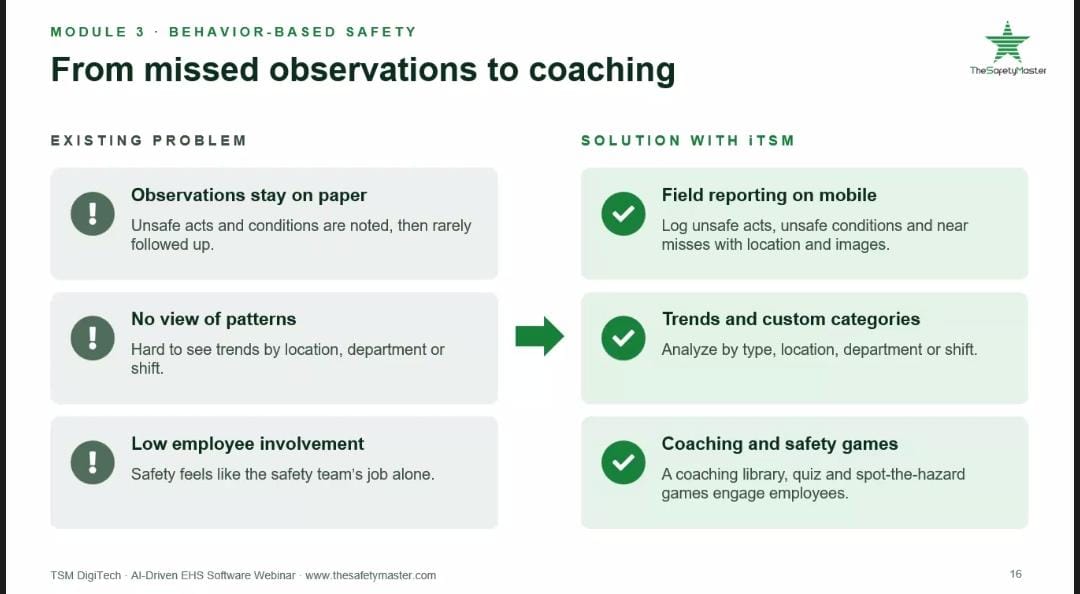 MODULE 3 · BEHAVIOR-BASED SAFETY
From missed observations to coaching
TheSafetyMaster
EXISTING PROBLEM
Observations stay on paper
Unsafe acts and conditions are noted, then rarely
followed up.
No view of patterns
Hard to see trends by location, department or
shift.
Low employee involvement
Safety feels like the safety team's job alone.
SOLUTION WITH iTSM
Field reporting on mobile
Log unsafe acts, unsafe conditions and near
misses with location and images.
Trends and custom categories
Analyze by type, location, department or shift.
Coaching and safety games
A coaching library, quiz and spot-the-hazard
games engage employees.
TSM DigiTech · AI-Driven EHS Software Webinar · www.thesafetymaster.com
16